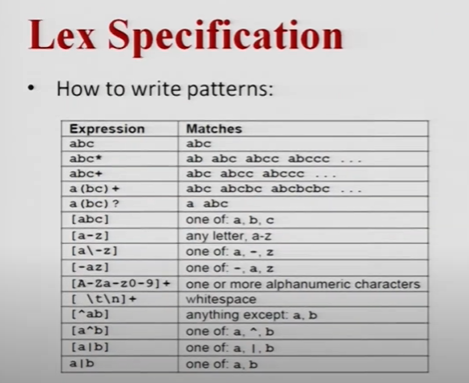 Lex Specification
• How to write patterns:
Expression Matches
abc abc
abc* ab abc abcc abccc ...
abc+ abc abcc abccc ...
a(bc)+ abc abcbc abcbcbc ...
a(bc)? a abc
[abc] one of: a, b, c
[a-z] any letter, a-z
[a\-z] one of: a, -, z
[-az] one of: -, a, z
[A-Za-z0-9]+ one or more alphanumeric characters
[ \t\n]+ whitespace
[^ab] anything except: a, b
[a^b] one of: a, ^, b
[a|b] one of: a, |, b
a|b one of: a, b